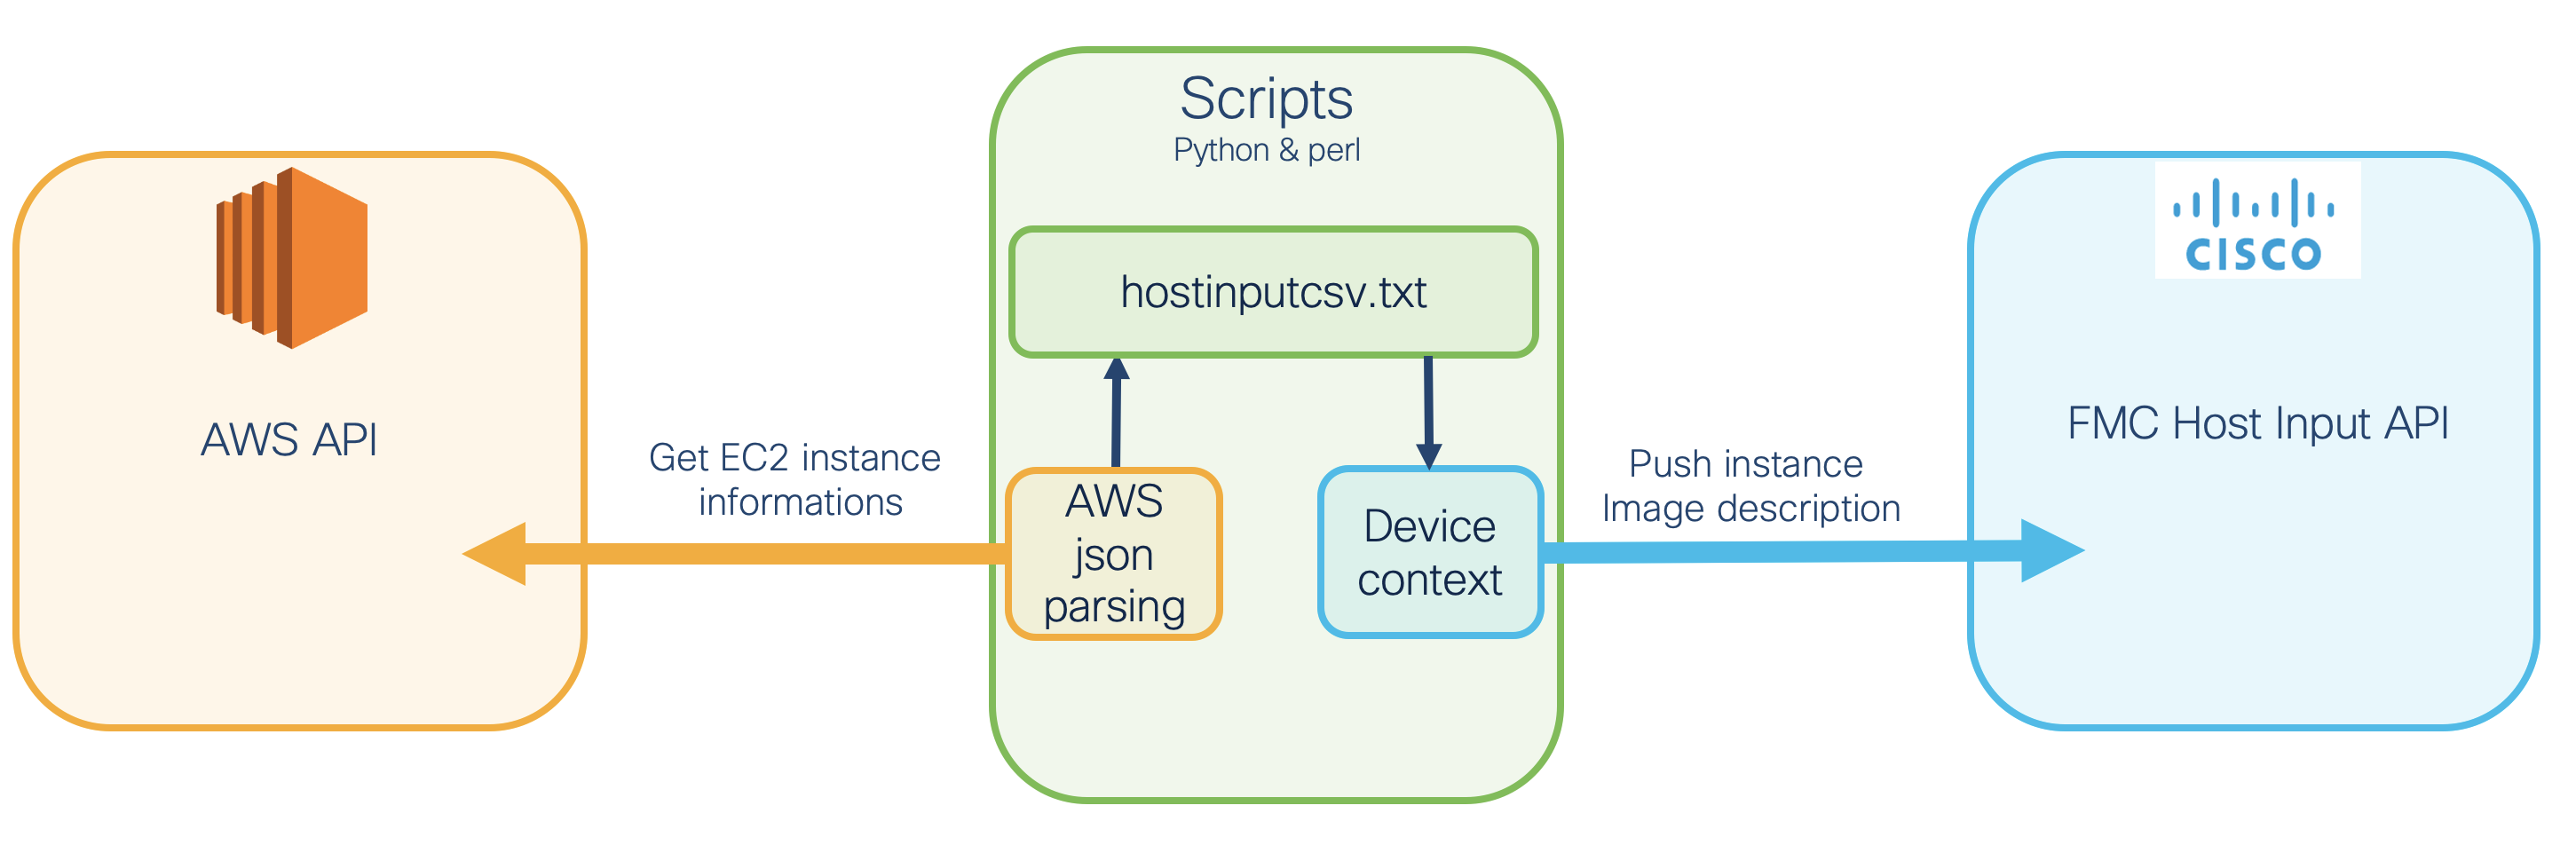 Scripts
Python & perl
hostinputcsv.txt
AWS API
Get EC2 instance
informations
AWS
json
parsing
Device
context
Push instance
Image description
CISCO
FMC Host Input API